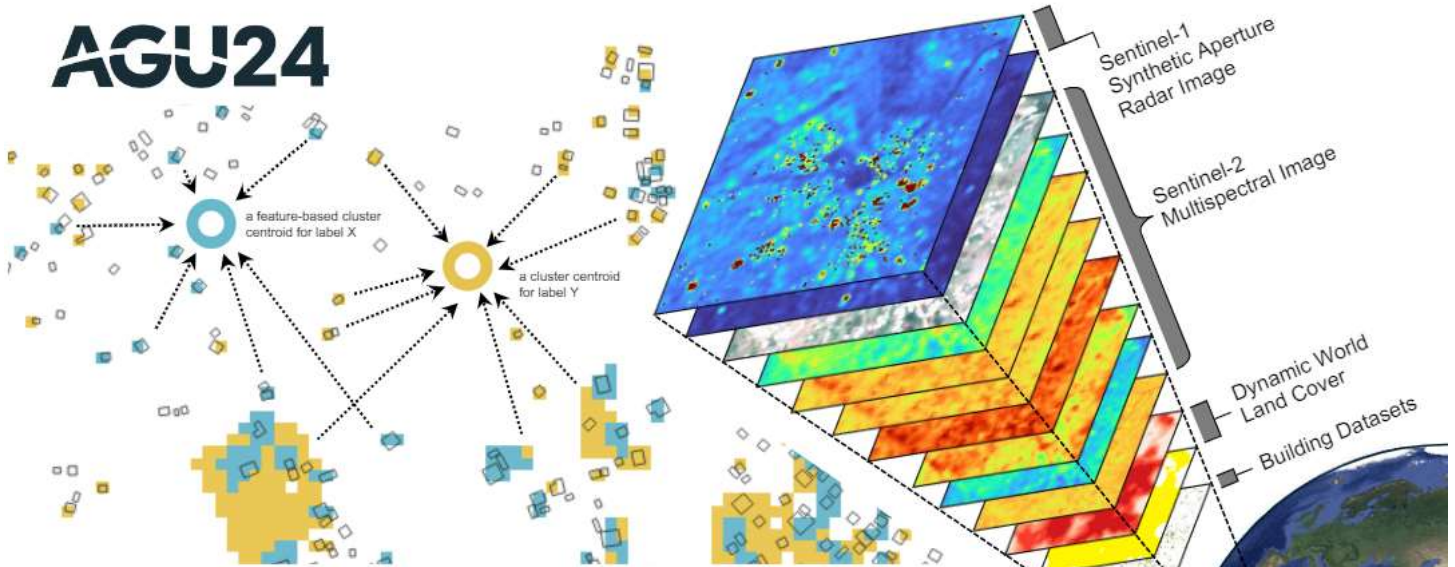 AGU24
a feature-based cluster
centroid for label X
a cluster centroid
for label Y
Sentinel-1
Synthetic Aperture
Radar Image
Sentinel-2
Multispectral Image
Dynamic World
Land Cover
Building Datasets